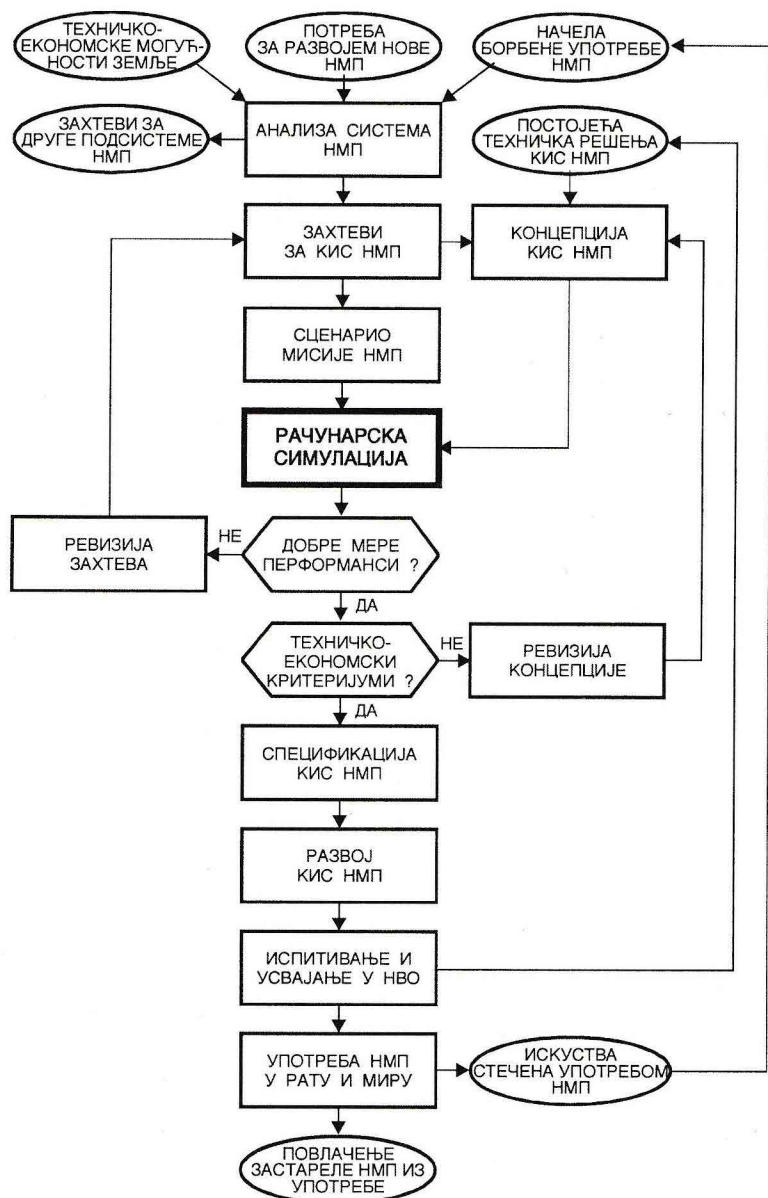 ТЕХНИЧКО-
ЕКОНОМСКЕ МОГУЋ-
НОСТИ ЗЕМЉЕ
ПОТРЕБА
ЗА РАЗВОЈЕМ НОВЕ
НМП
НАЧЕЛА
БОРБЕНЕ УПОТРЕБЕ
НМП
ЗАХТЕВИ ЗА
ДРУГЕ ПОДСИСТЕМЕ
НМП
АНАЛИЗА СИСТЕМА
НМП
ПОСТОЈЕЋА
ТЕХНИЧКА РЕШЕЊА
КИС НМП
ЗАХТЕВИ
ЗА КИС НМП
КОНЦЕПЦИЈА
КИС НМП
СЦЕНАРИО
МИСИЈЕ НМП
РАЧУНАРСКА
СИМУЛАЦИЈА
РЕВИЗИЈА
ЗАХТЕВА
НЕ
ДОБРЕ МЕРЕ
ПЕРФОРМАНСИ ?
ДА
ТЕХНИЧКО-
ЕКОНОМСКИ
КРИТЕРИЈУМИ ?
НЕ
РЕВИЗИЈА
КОНЦЕПЦИЈЕ
ДА
СПЕЦИФИКАЦИЈА
КИС НМП
РАЗВОЈ
КИС НМП
ИСПИТИВАЊЕ И
УСВАЈАЊЕ У НВО
УПОТРЕБА НМП
У РАТУ И МИРУ
ИСКУСТВА
СТЕЧЕНА УПОТРЕБОМ
НМП
ПОВЛАЧЕЊЕ
ЗАСТАРЕЛЕ НМП ИЗ
УПОТРЕБЕ